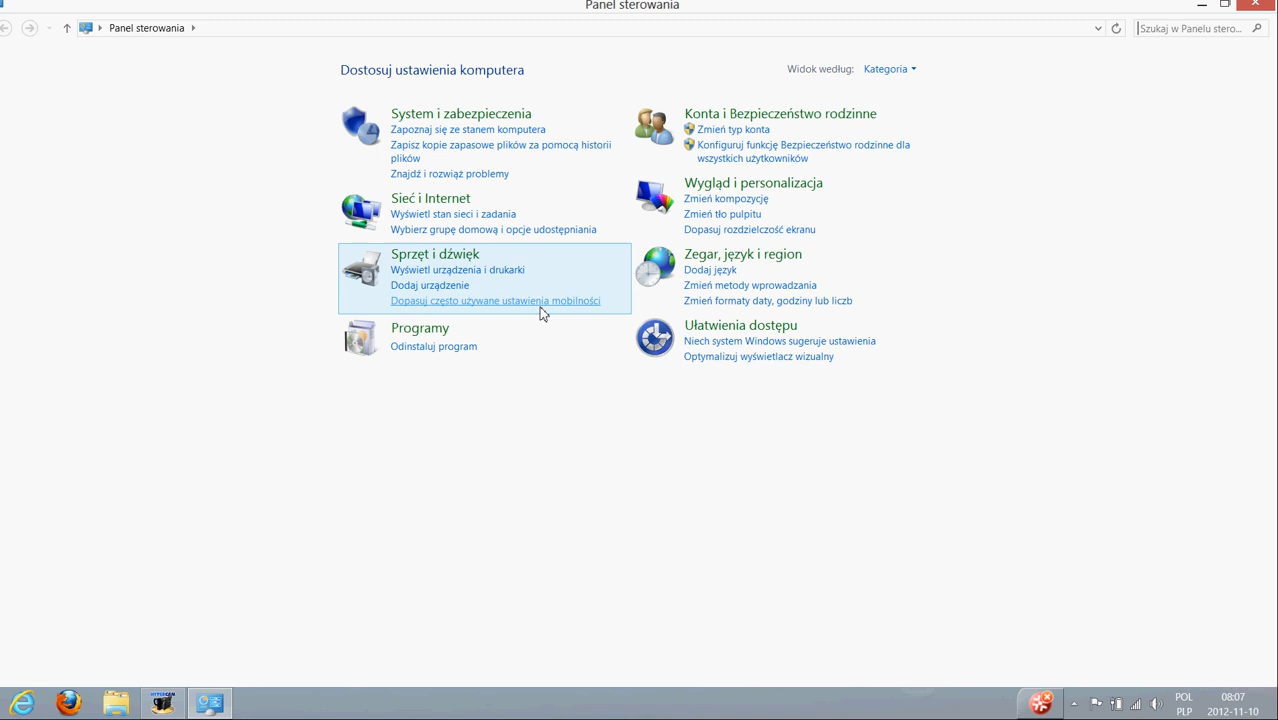 Panel sterowania
Panel sterowania
Szukaj w Panelu stero...
Dostosuj ustawienia komputera
Widok według: Kategoria
System i zabezpieczenia
Zapoznaj się ze stanem komputera
Zapisz kopie zapasowe plików za pomocą historii
plików
Znajdź i rozwiąż problemy
Sieć i Internet
Wyświetl stan sieci i zadania
Wybierz grupę domową i opcje udostępniania
Sprzęt i dźwięk
Wyświetl urządzenia i drukarki
Dodaj urządzenie
Dopasuj często używane ustawienia mobilności
Programy
Odinstaluj program
Konta i Bezpieczeństwo rodzinne
Zmień typ konta
Konfiguruj funkcję Bezpieczeństwo rodzinne dla
wszystkich użytkowników
Wygląd i personalizacja
Zmień kompozycję
Zmień tło pulpitu
Dopasuj rozdzielczość ekranu
Zegar, język i region
Dodaj język
Zmień metody wprowadzania
Zmień formaty daty, godziny lub liczb
Ułatwienia dostępu
Niech system Windows sugeruje ustawienia
Optymalizuj wyświetlacz wizualny
POL
PLP
08:07
2012-11-10